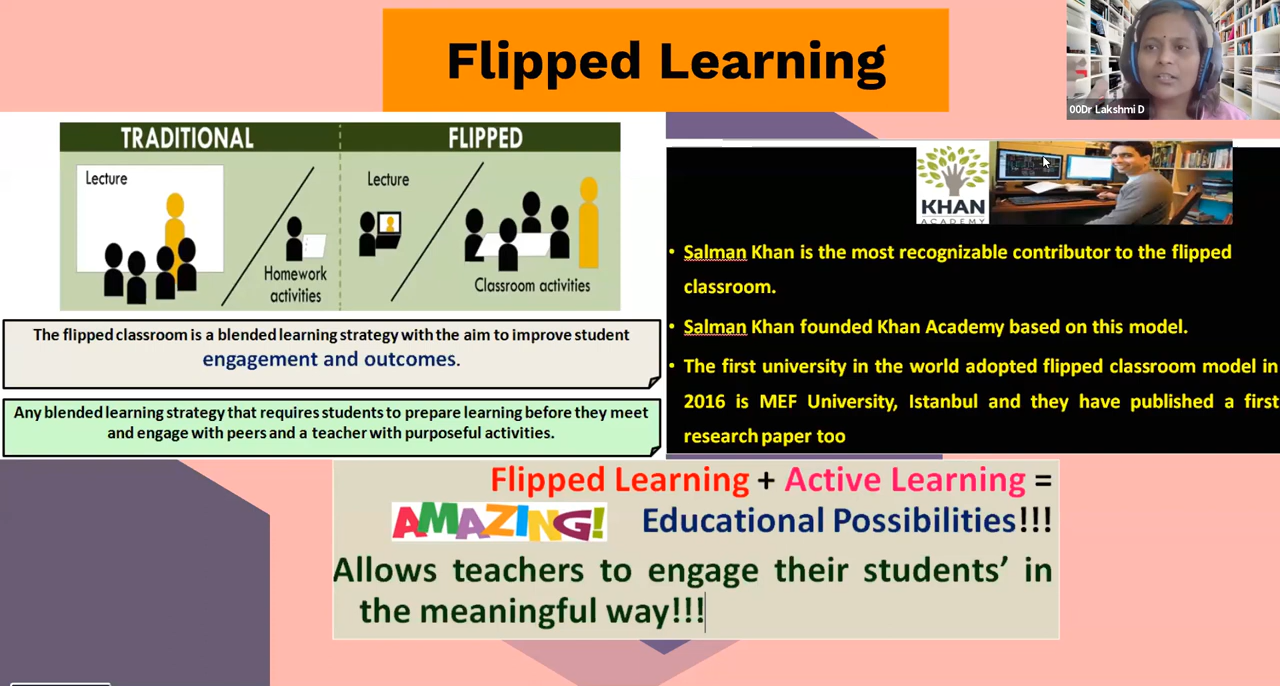 Flipped Learning
00Dr Lakshmi D
TRADITIONAL
FLIPPED
Lecture
Homework
activities
Lecture
Classroom activities
The flipped classroom is a blended learning strategy with the aim to improve student
engagement and outcomes.
Any blended learning strategy that requires students to prepare learning before they meet
and engage with peers and a teacher with purposeful activities.
KHAN
ACADEMY
• Salman Khan is the most recognizable contributor to the flipped
classroom.
• Salman Khan founded Khan Academy based on this model.
• The first university in the world adopted flipped classroom model in
2016 is MEF University, Istanbul and they have published a first
research paper too
Flipped Learning + Active Learning =
AMAZING! Educational Possibilities!!!
Allows teachers to engage their students’ in
the meaningful way!!!